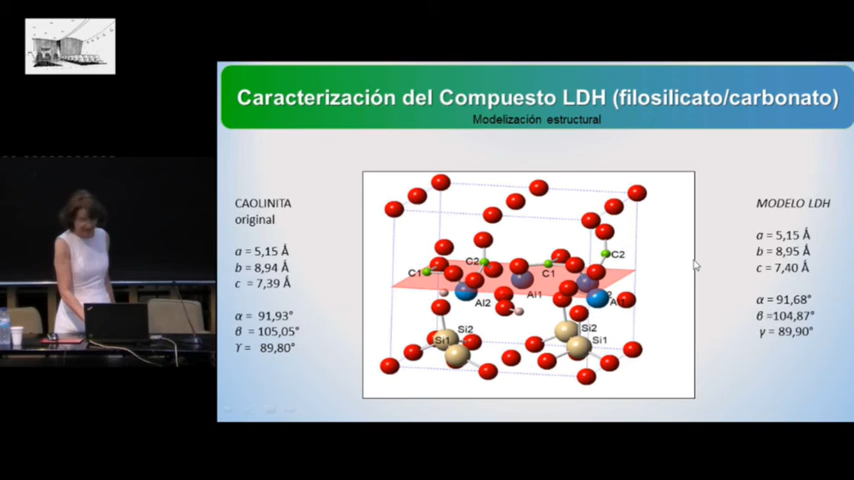 Caracterización del Compuesto LDH (filosilicato/carbonato)
Modelización estructural
CAOLINITA
original
a = 5,15 Å
b = 8,94 Å
c = 7,39 Å
α = 91,93°
β = 105,05°
ϒ = 89,80°
C1
C2
C1
C2
Al2
Al1
2
Al1
Si2
Si1
Si2
Si1
MODELO LDH
a = 5,15 Å
b = 8,95 Å
c = 7,40 Å
α = 91,68°
β =104,87°
γ = 89,90°